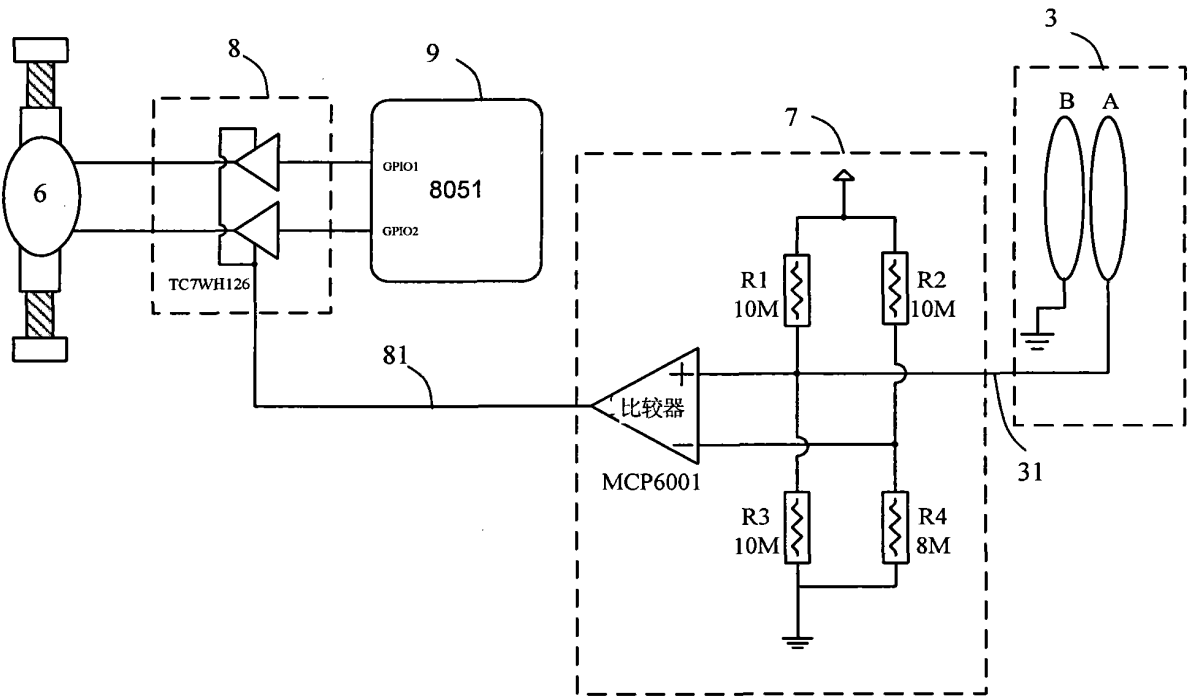 3
8
9
B A
7
GPIO1
8051
6
GPIO2
R1
10M
R2
10M
TC7WH126
81
+
比较器
−
31
MCP6001
R3
10M
R4
8M